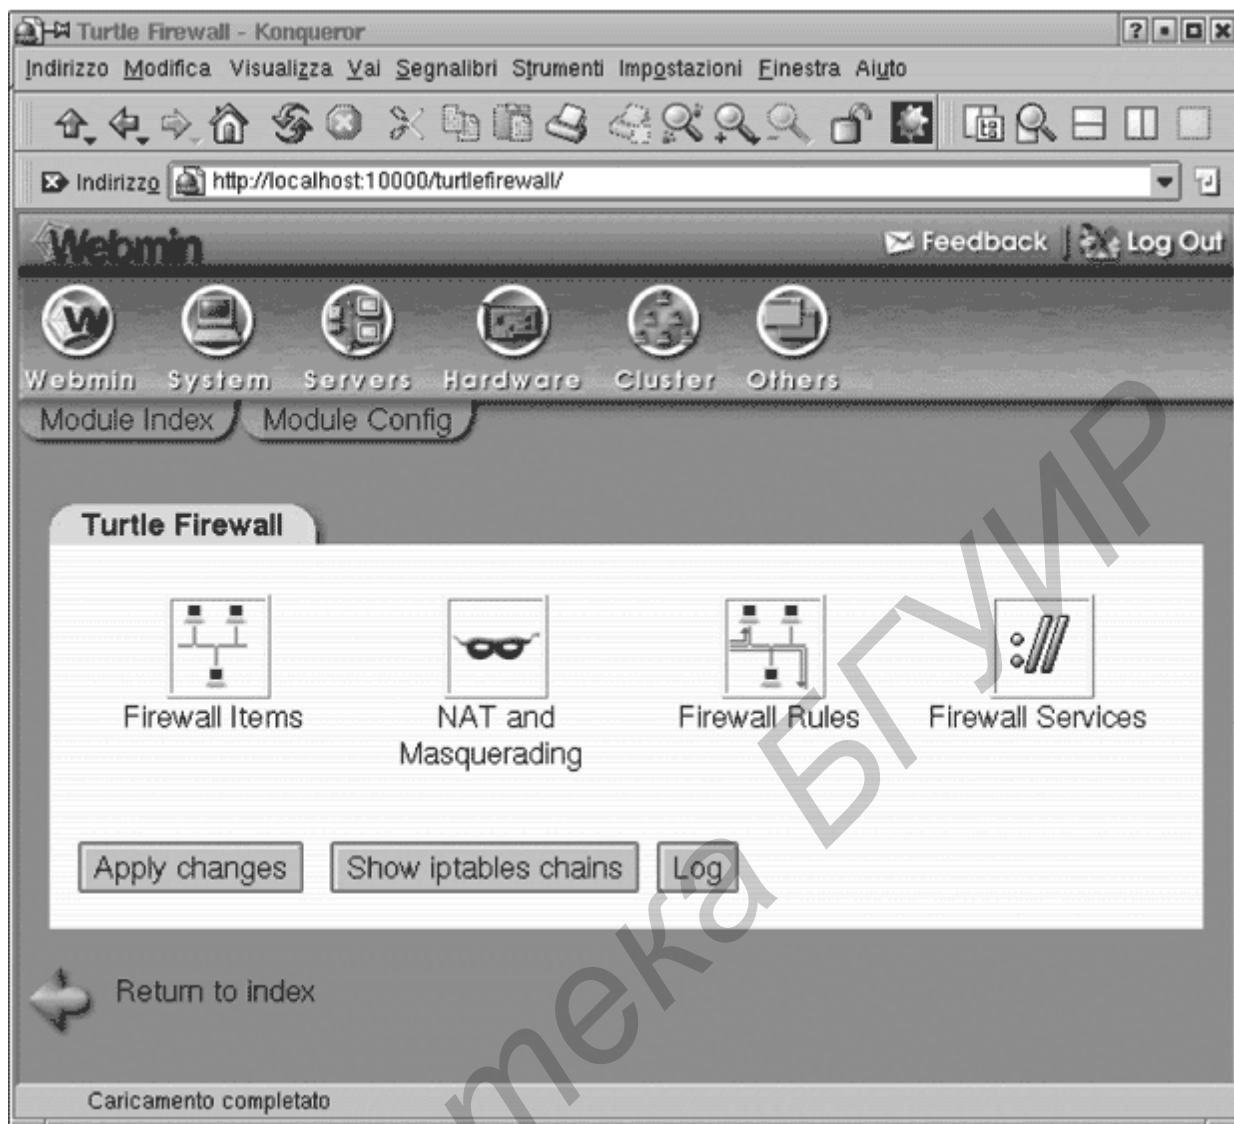 Turtle Firewall - Konqueror
Indirizzo Modifica Visualizza Vai Segnalibri Strumenti Impostazioni Finestra Aiuto
Indirizzo http://localhost:10000/turtlefirewall/
Webmin
Feedback Log Out
Webmin System Servers Hardware Cluster Others
Module Index Module Config
Turtle Firewall
Firewall Items
NAT and
Masquerading
Firewall Rules
Firewall Services
Apply changes Show iptables chains Log
Return to index
Caricamento completato
тека БГУИР